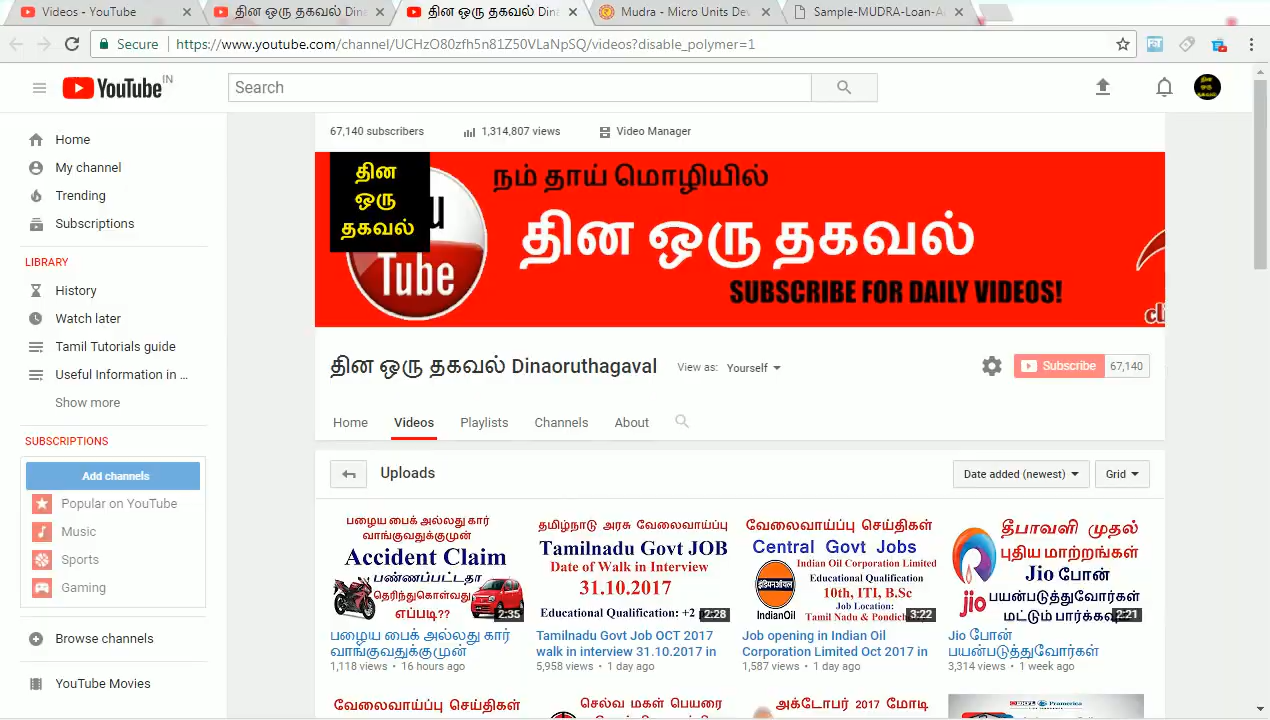 Videos - YouTube
தின ஒரு தகவல் Dina
தின ஒரு தகவல் Din
Mudra - Micro Units Dev
Sample-MUDRA-Loan-A
Secure https://www.youtube.com/channel/UCHzO80zfh5n81Z50VLaNpSQ/videos?disable_polymer=1
YouTube IN
Search
67,140 subscribers 1,314,807 views Video Manager
Home
My channel
Trending
Subscriptions
LIBRARY
History
Watch later
Tamil Tutorials guide
Useful Information in ...
Show more
SUBSCRIPTIONS
Add channels
Popular on YouTube
Music
Sports
Gaming
Browse channels
YouTube Movies
தின
ஒரு
தகவல்
Tube
நம் தாய் மொழியில்
தின ஒரு தகவல்
SUBSCRIBE FOR DAILY VIDEOS!
தின ஒரு தகவல் Dinaoruthagaval View as: Yourself
Subscribe 67,140
Home Videos Playlists Channels About
Uploads
Date added (newest) Grid
பழைய பைக் அல்லது கார்
வாங்குவதற்குமுன்
Accident Claim
பண்ணப்பட்டதா
தெரிந்துகொள்வது
எப்படி??
2:35
பழைய பைக் அல்லது கார்
வாங்குவதற்குமுன்
1,118 views • 16 hours ago
தமிழ்நாடு அரசு வேலைவாய்ப்பு
Tamilnadu Govt JOB
Date of Walk in Interview
31.10.2017
Educational Qualification: +2
2:28
Tamilnadu Govt Job OCT 2017
walk in interview 31.10.2017 in
5,958 views • 1 day ago
வேலைவாய்ப்பு செய்திகள்
Central Govt Jobs
Indian Oil Corporation Limited
Educational Qualification
10th, ITI, B.Sc
Job Location:
Tamil Nadu & Pondich
इंडियनऑयल
IndianOil
3:22
Job opening in Indian Oil
Corporation Limited Oct 2017 in
1,587 views • 1 day ago
தீபாவளி முதல்
புதிய மாற்றங்கள்
Jio போன்
பயன்படுத்துவோர்கள்
மட்டும் பார்க்க
jio
2:21
Jio போன்
பயன்படுத்துவோர்கள்
3,314 views • 1 week ago
வேலைவாய்ப்பு செய்திகள்
செல்வ மகள் பெயரை
அக்டோபர் 2017 மோடி
Pramerica